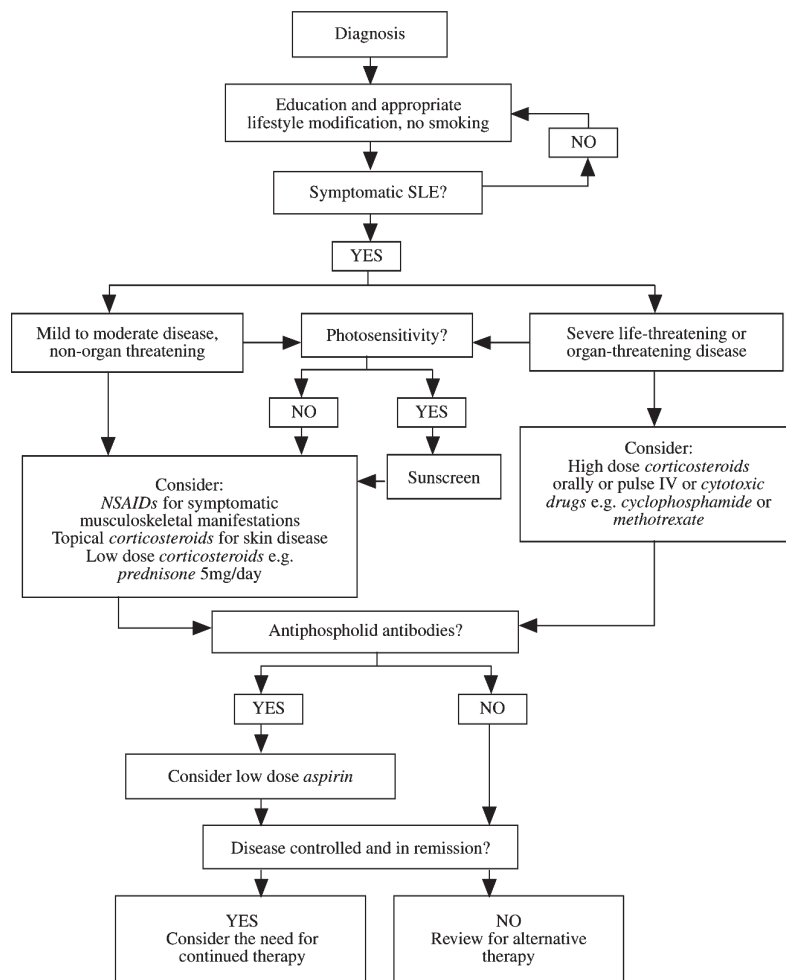 Diagnosis
Education and appropriate
lifestyle modification, no smoking
NO
Symptomatic SLE?
YES
Mild to moderate disease,
non-organ threatening
Photosensitivity?
Severe life-threatening or
organ-threatening disease
NO
YES
Sunscreen
Consider:
NSAIDs for symptomatic
musculoskeletal manifestations
Topical corticosteroids for skin disease
Low dose corticosteroids e.g.
prednisone 5mg/day
Consider:
High dose corticosteroids
orally or pulse IV or cytotoxic
drugs e.g. cyclophosphamide or
methotrexate
Antiphospholid antibodies?
YES
NO
Consider low dose aspirin
Disease controlled and in remission?
YES
Consider the need for
continued therapy
NO
Review for alternative
therapy